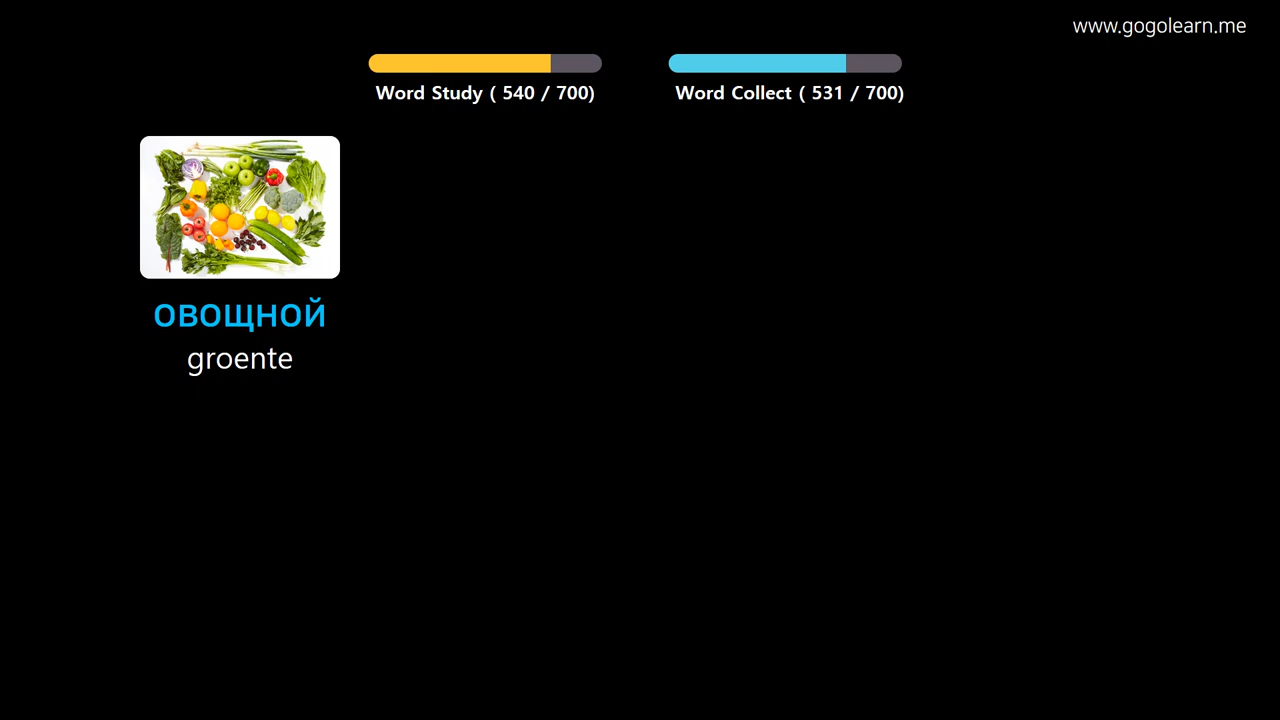 www.gogolearn.me
Word Study ( 540 / 700)
Word Collect ( 531 / 700)
овощной
groente